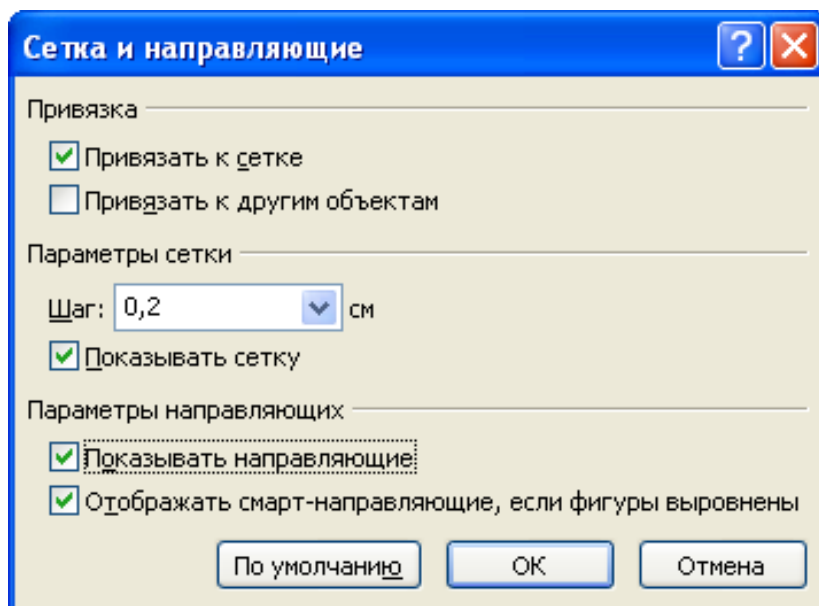 Сетка и направляющие
Привязка
Привязать к сетке
Привязать к другим объектам
Параметры сетки
Шаг: 0,2 см
Показывать сетку
Параметры направляющих
Показывать направляющие
Отображать смарт-направляющие, если фигуры выровнены
По умолчанию ОК Отмена